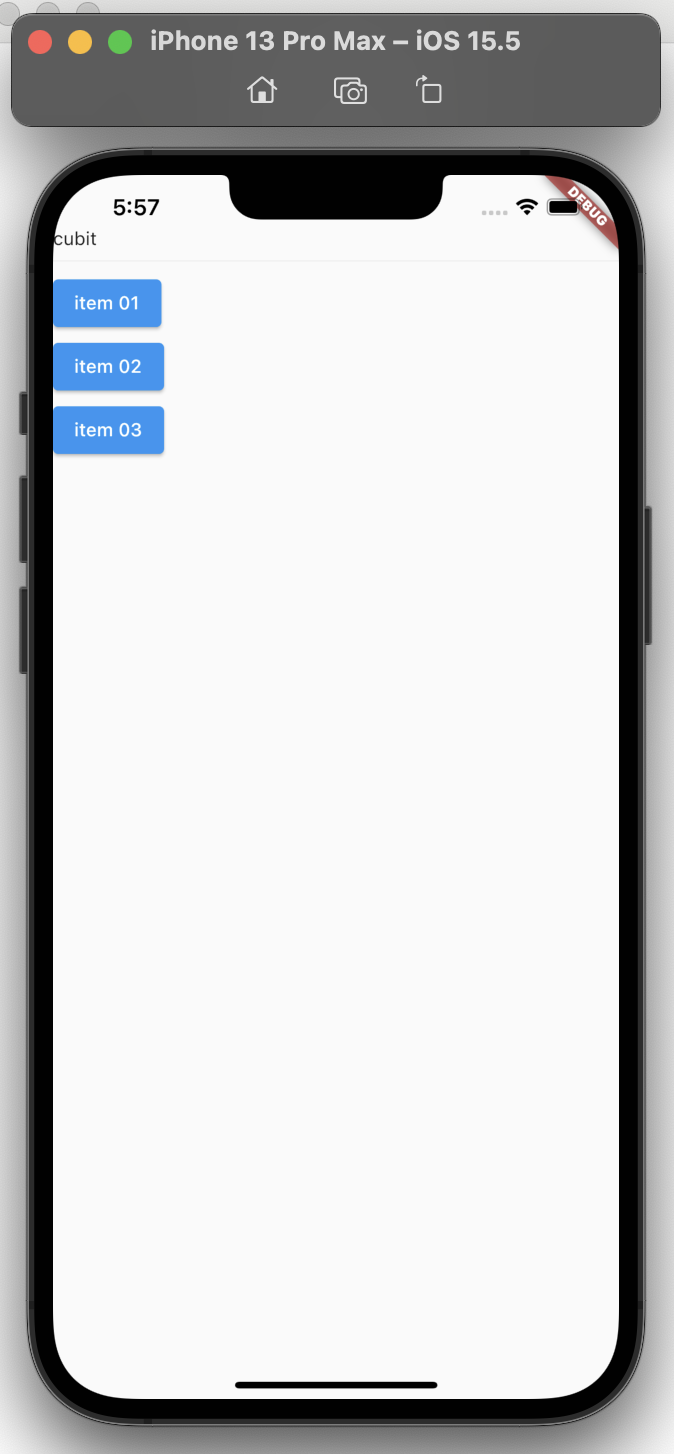 iPhone 13 Pro Max – iOS 15.5
5:57
DEBUG
cubit
item 01
item 02
item 03